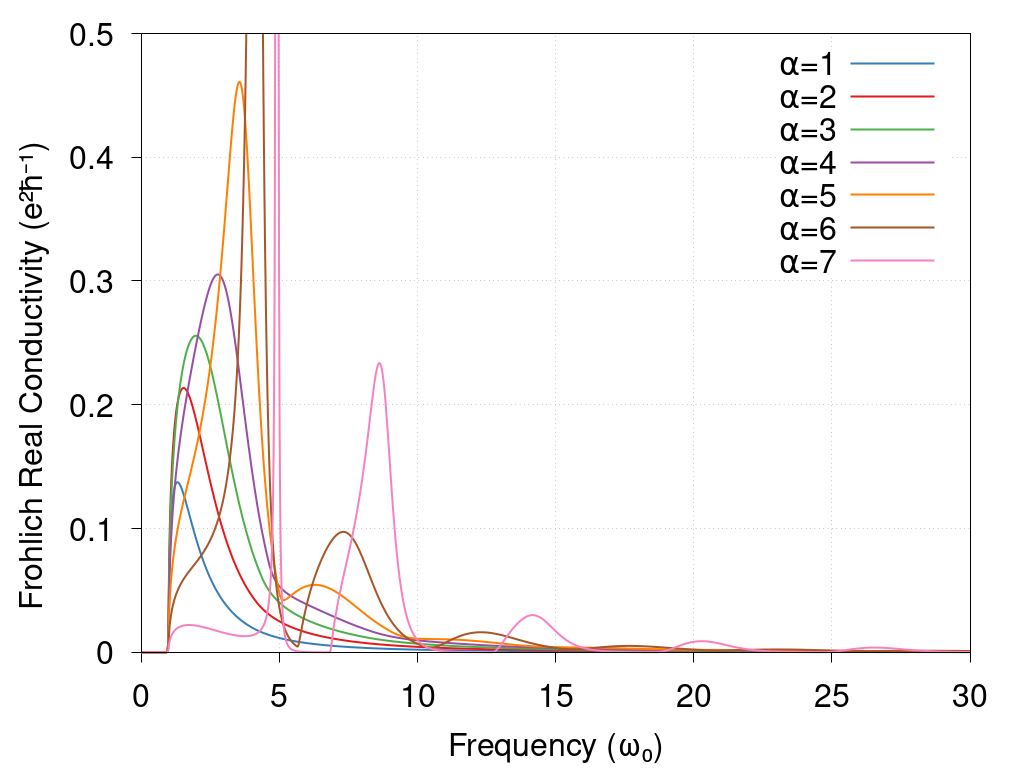 0.5
0.4
0.3
0.2
0.1
0
Frohlich Real Conductivity (e²ħ⁻¹)
α=1
α=2
α=3
α=4
α=5
α=6
α=7
0 5 10 15 20 25 30
Frequency (ω₀)